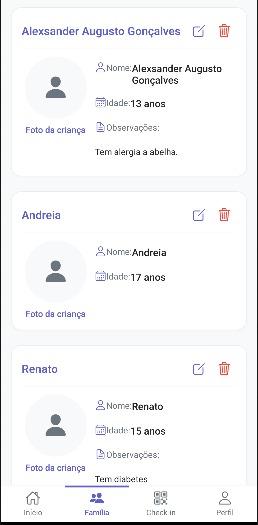 Alexsander Augusto Gonçalves
Nome: Alexsander Augusto
Gonçalves
Idade: 13 anos
Foto da criança
Observações:
Tem alergia a abelha.
Andreia
Nome: Andreia
Idade: 17 anos
Foto da criança
Renato
Nome: Renato
Idade: 15 anos
Observações:
Foto da criança
Tem diabetes
Início
Família
Check in
Perfil